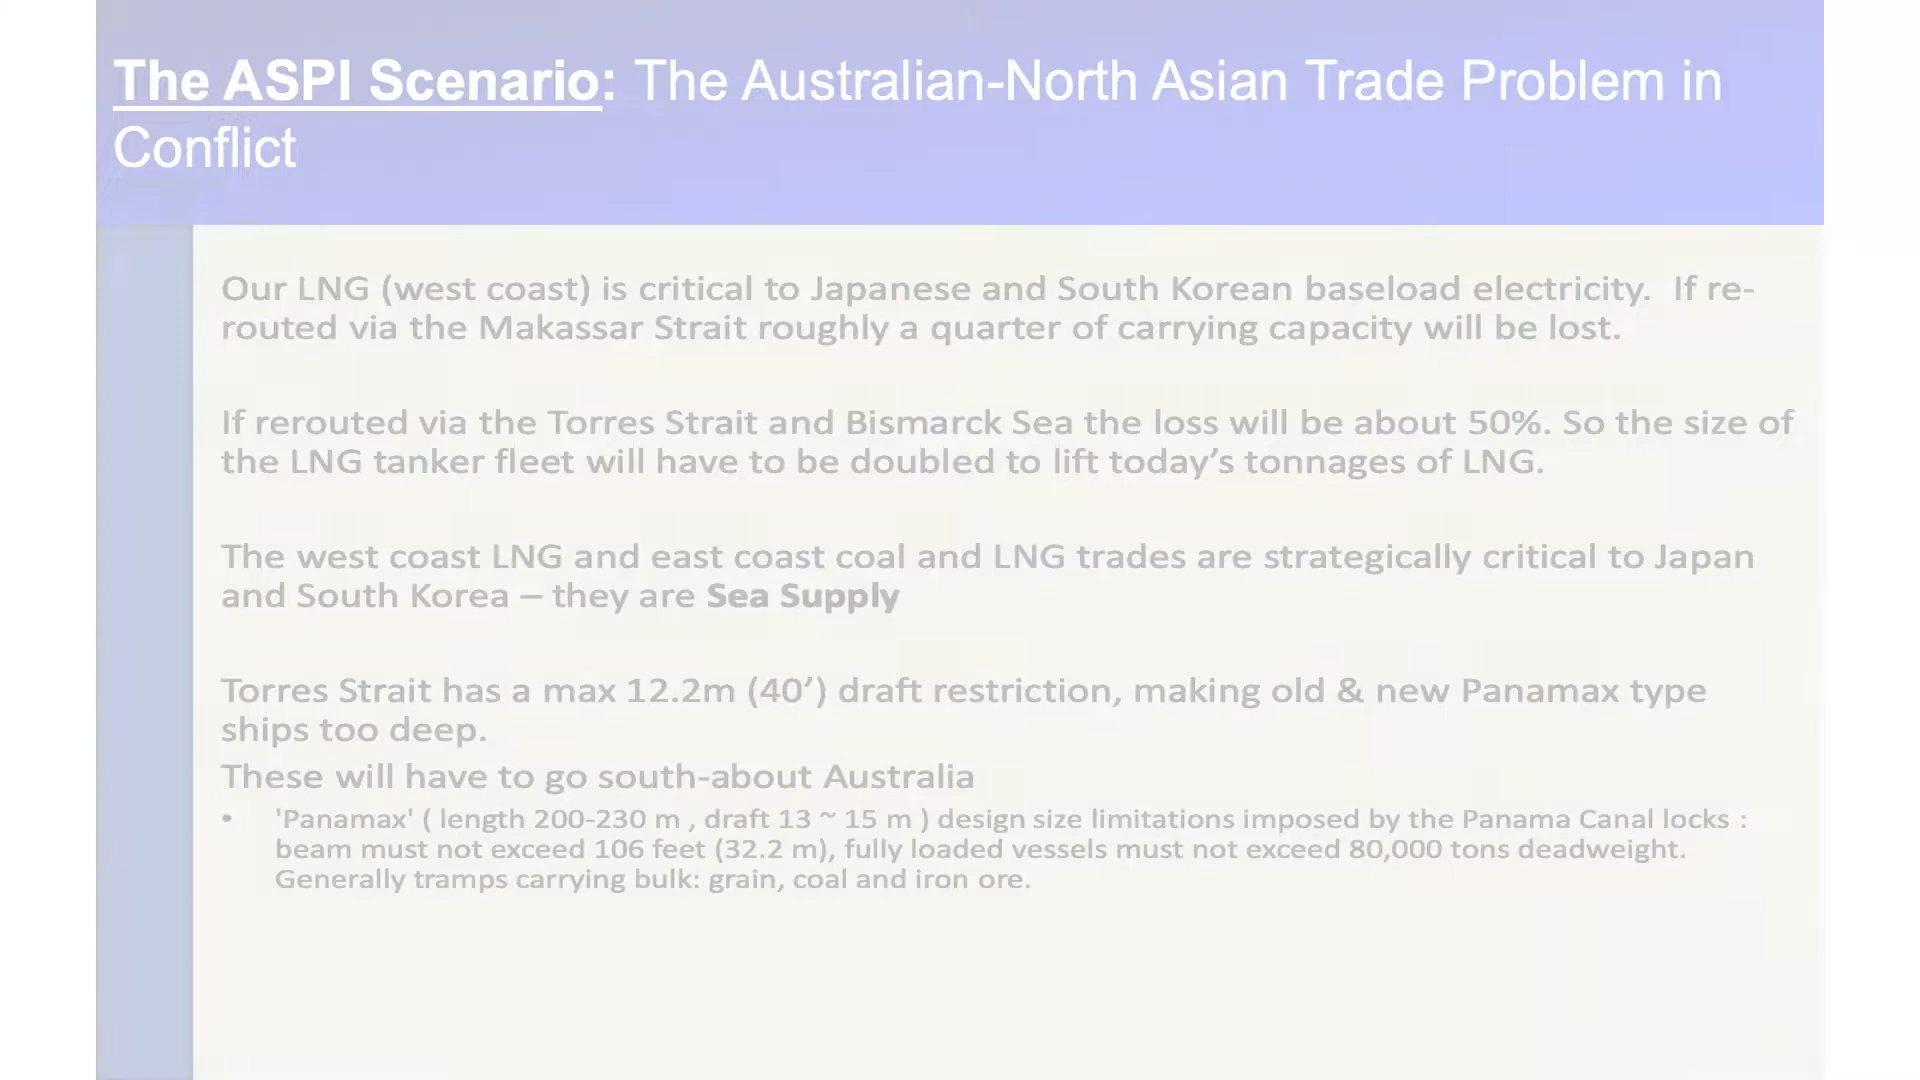 The ASPI Scenario: The Australian-North Asian Trade Problem in
Conflict
Our LNG (west coast) is critical to Japanese and South Korean baseload electricity.  If re-
routed via the Makassar Strait roughly a quarter of carrying capacity will be lost.
If rerouted via the Torres Strait and Bismarck Sea the loss will be about 50%. So the size of
the LNG tanker fleet will have to be doubled to lift today’s tonnages of LNG.
The west coast LNG and east coast coal and LNG trades are strategically critical to Japan
and South Korea – they are Sea Supply
Torres Strait has a max 12.2m (40’) draft restriction, making old & new Panamax type
ships too deep.
These will have to go south-about Australia
• 'Panamax' ( length 200-230 m , draft 13 ~ 15 m ) design size limitations imposed by the Panama Canal locks :
beam must not exceed 106 feet (32.2 m), fully loaded vessels must not exceed 80,000 tons deadweight.
Generally tramps carrying bulk: grain, coal and iron ore.